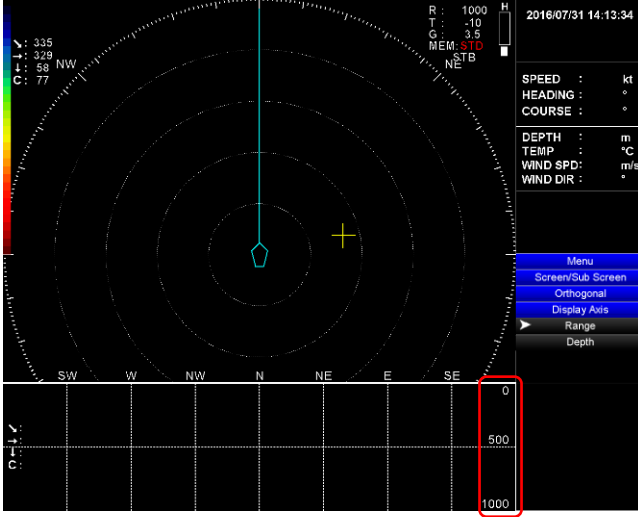 R : 1000
T : -10
G : 3.5
MEM:STD
STB
H
2016/07/31 14:13:34
↘: 335
→: 329
↓: 58
C: 77
NW
NE
SPEED : kt
HEADING : °
COURSE : °
DEPTH : m
TEMP : °C
WIND SPD: m/s
WIND DIR : °
Menu
Screen/Sub Screen
Orthogonal
Display Axis
➤ Range
Depth
SW W NW N NE E SE
0
500
1000
↘:
→:
↓:
C: